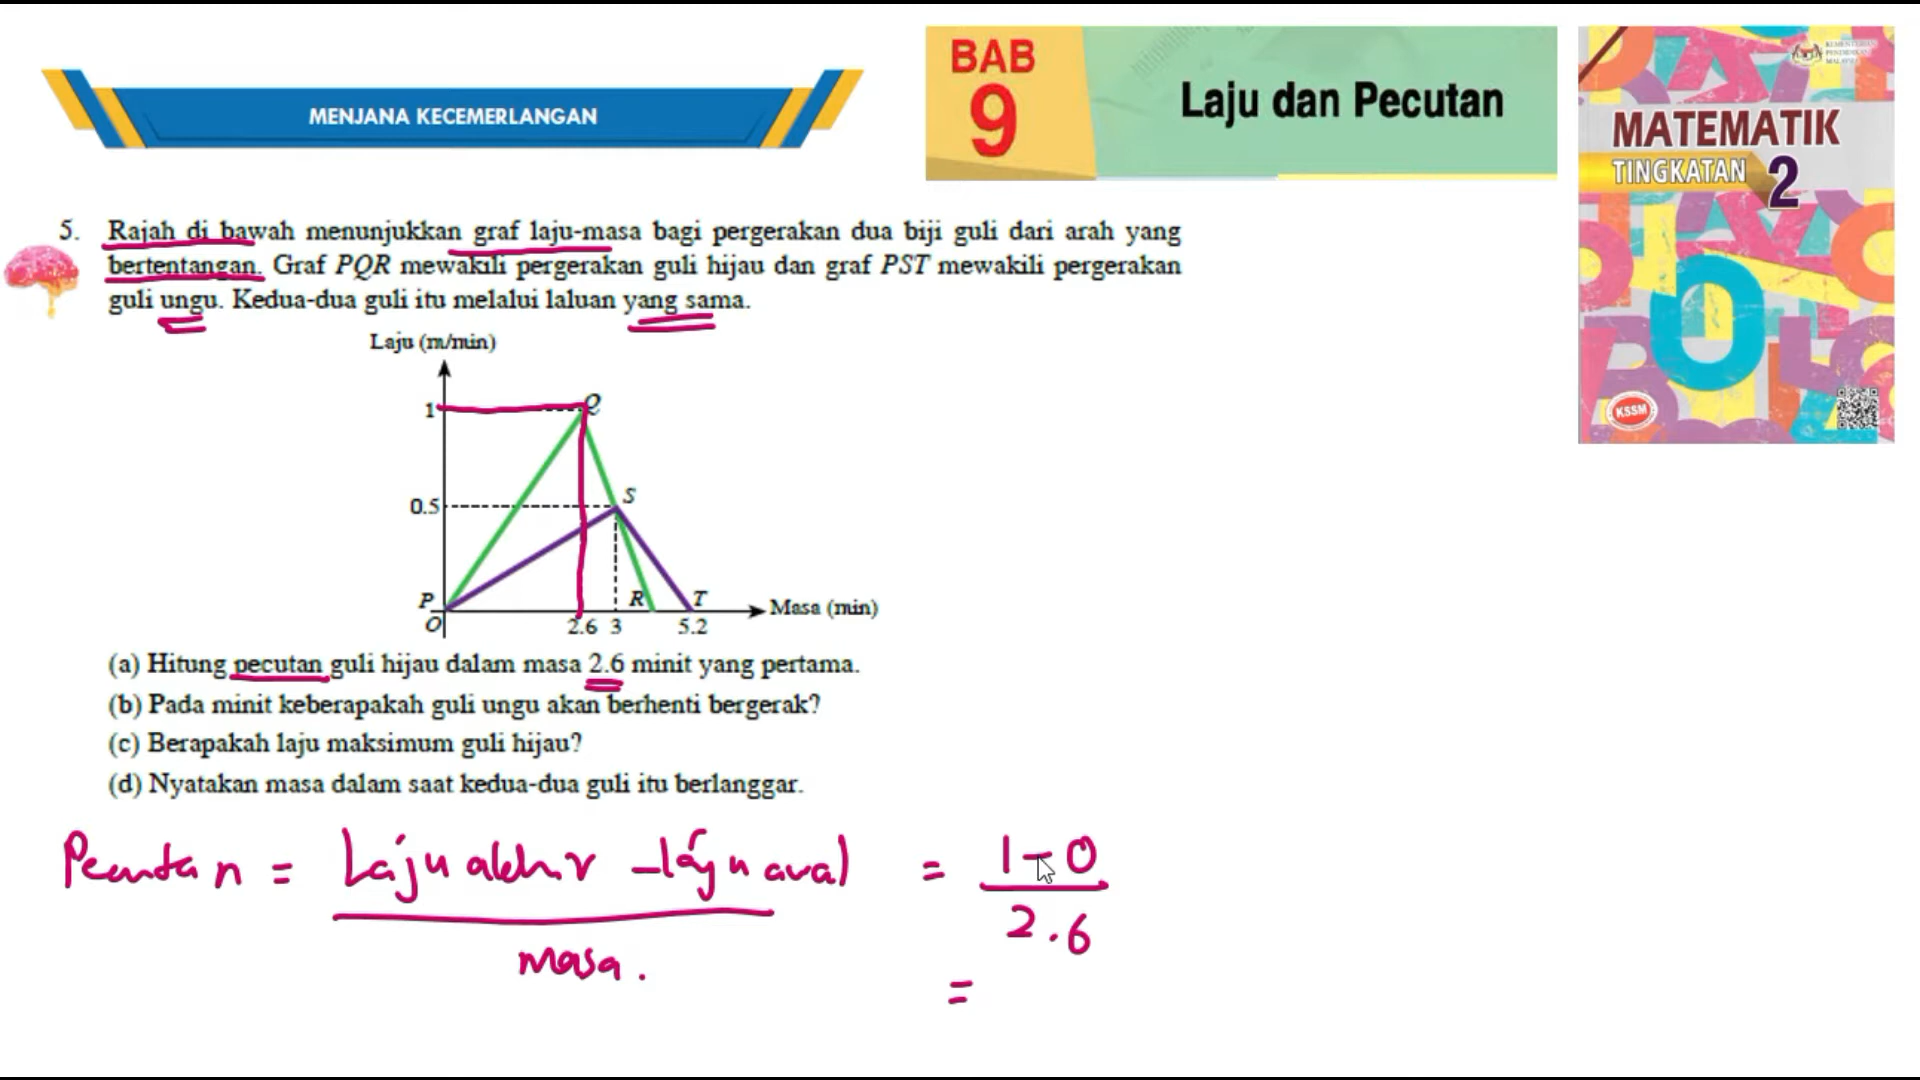 MENJANA KECEMERLANGAN
BAB
9
Laju dan Pecutan
KEMENTERIAN
PENDIDIKAN
MALAYSIA
MATEMATIK
TINGKATAN 2
KSSM
5. Rajah di bawah menunjukkan graf laju-masa bagi pergerakan dua biji guli dari arah yang
bertentangan. Graf PQR mewakili pergerakan guli hijau dan graf PST mewakili pergerakan
guli ungu. Kedua-dua guli itu melalui laluan yang sama.
Laju (m/min)
1
Q
0.5
S
P
R
T
Masa (min)
O
2.6 3 5.2
(a) Hitung pecutan guli hijau dalam masa 2.6 minit yang pertama.
(b) Pada minit keberapakah guli ungu akan berhenti bergerak?
(c) Berapakah laju maksimum guli hijau?
(d) Nyatakan masa dalam saat kedua-dua guli itu berlanggar.
Pecutan = Laju akhir - laju awal = 1 - 0
masa. 2.6
=